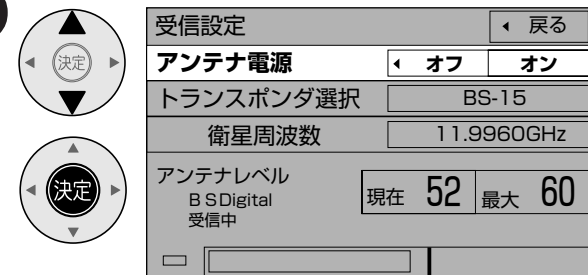 決定
決定
受信設定 戻る
アンテナ電源 オフ オン
トランスポンダ選択 BS-15
衛星周波数 11.9960GHz
アンテナレベル
BSDigital
受信中
現在 52 最大 60